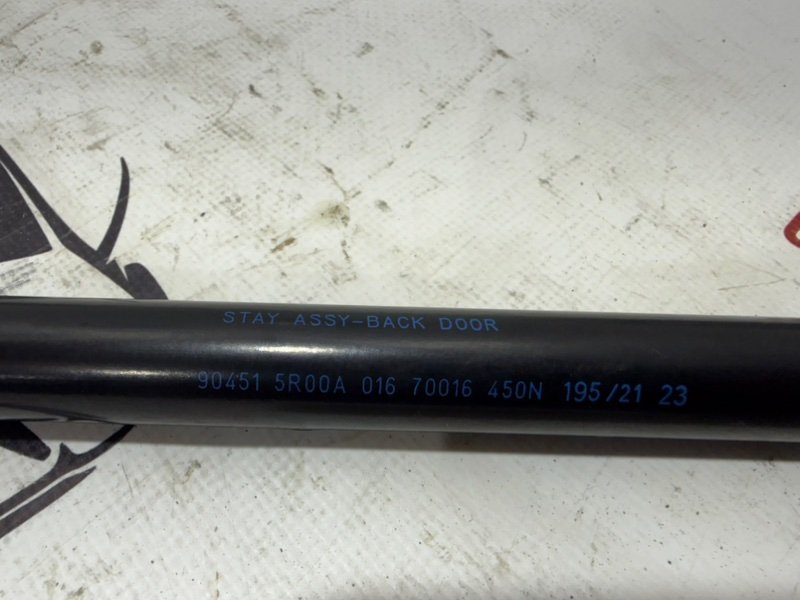 STAY ASSY-BACK DOOR
90451 5R00A 016 70016 450N 195/21 23